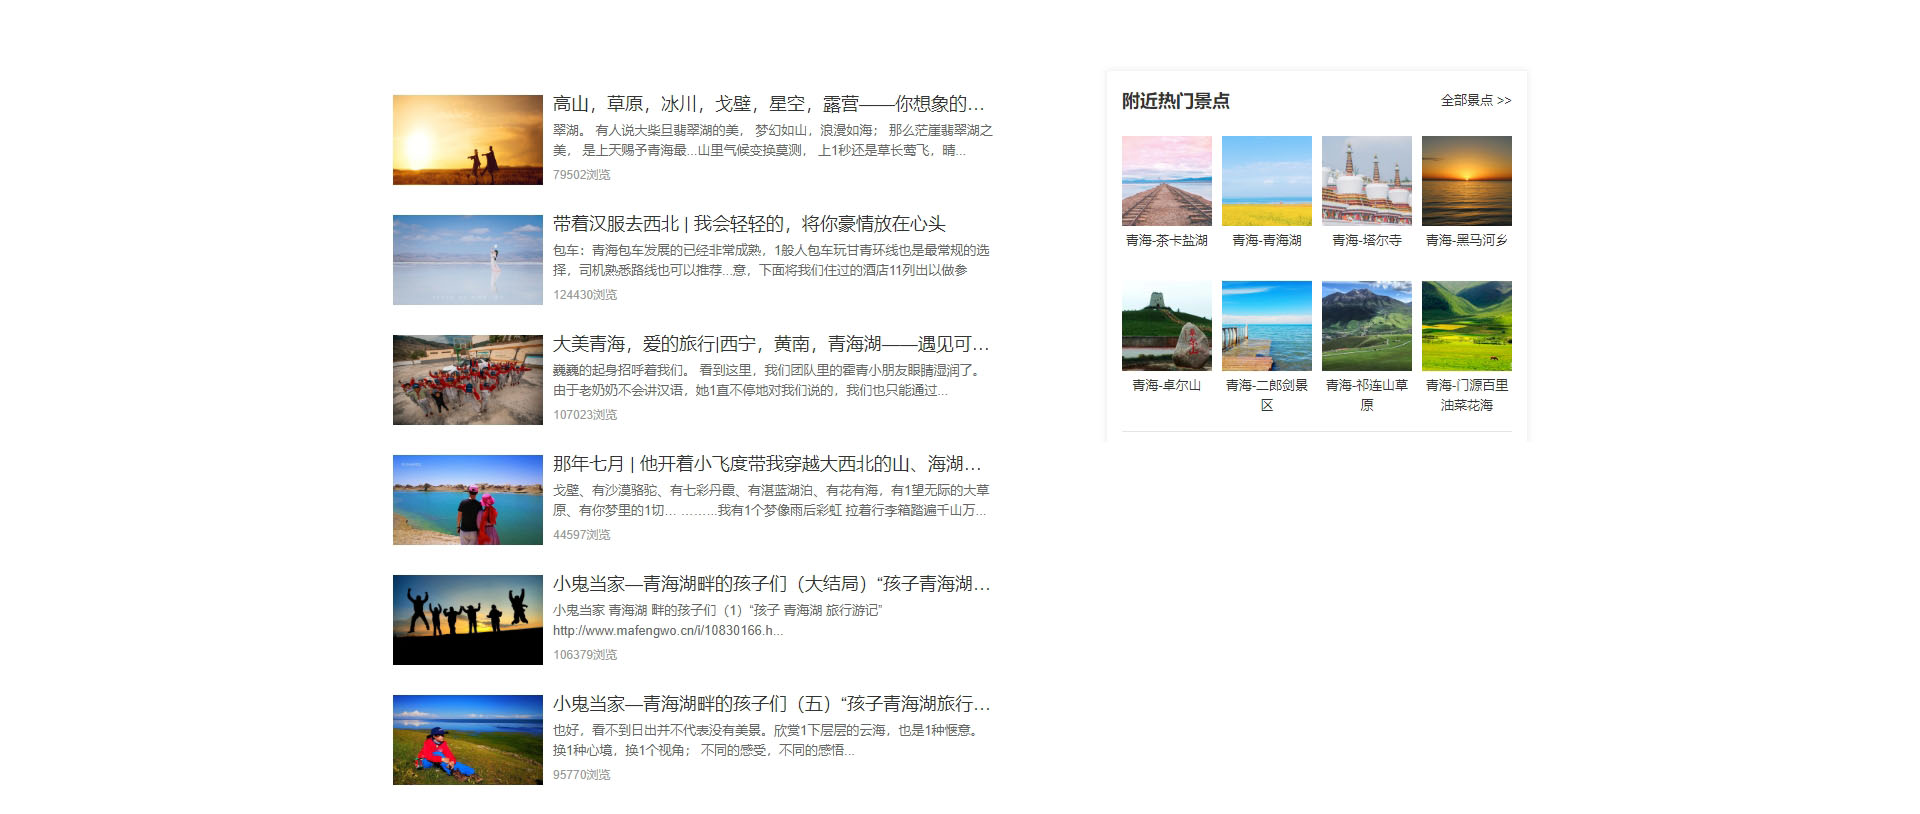 高山，草原，冰川，戈壁，星空，露营——你想象的...
翠湖。 有人说大柴旦翡翠湖的美， 梦幻如山，浪漫如海； 那么茫崖翡翠湖之
美， 是上天赐予青海最...山里气候变换莫测， 上1秒还是草长莺飞，晴...
79502浏览
带着汉服去西北 | 我会轻轻的，将你豪情放在心头
包车：青海包车发展的已经非常成熟，1般人包车玩甘青环线也是最常规的选
择，司机熟悉路线也可以推荐...意，下面将我们住过的酒店11列出以做参
124430浏览
大美青海，爱的旅行|西宁，黄南，青海湖——遇见可...
巍巍的起身招呼着我们。 看到这里，我们团队里的霍青小朋友眼睛湿润了。
由于老奶奶不会讲汉语，她1直不停地对我们说的，我们也只能通过...
107023浏览
那年七月 | 他开着小飞度带我穿越大西北的山、海湖...
戈壁、有沙漠骆驼、有七彩丹霞、有湛蓝湖泊、有花有海，有1望无际的大草
原、有你梦里的1切... ………我有1个梦像雨后彩虹 拉着行李箱踏遍千山万...
44597浏览
小鬼当家—青海湖畔的孩子们（大结局）“孩子青海湖...
小鬼当家 青海湖 畔的孩子们（1）“孩子 青海湖 旅行游记”
http://www.mafengwo.cn/i/10830166.h...
106379浏览
小鬼当家—青海湖畔的孩子们（五）“孩子青海湖旅行...
也好，看不到日出并不代表没有美景。欣赏1下层层的云海，也是1种惬意。
换1种心境，换1个视角； 不同的感受，不同的感悟...
95770浏览
附近热门景点
全部景点 >>
青海-茶卡盐湖
青海-青海湖
青海-塔尔寺
青海-黑马河乡
卓尔山
青海-卓尔山
青海-二郎剑景
区
青海-祁连山草
原
青海-门源百里
油菜花海